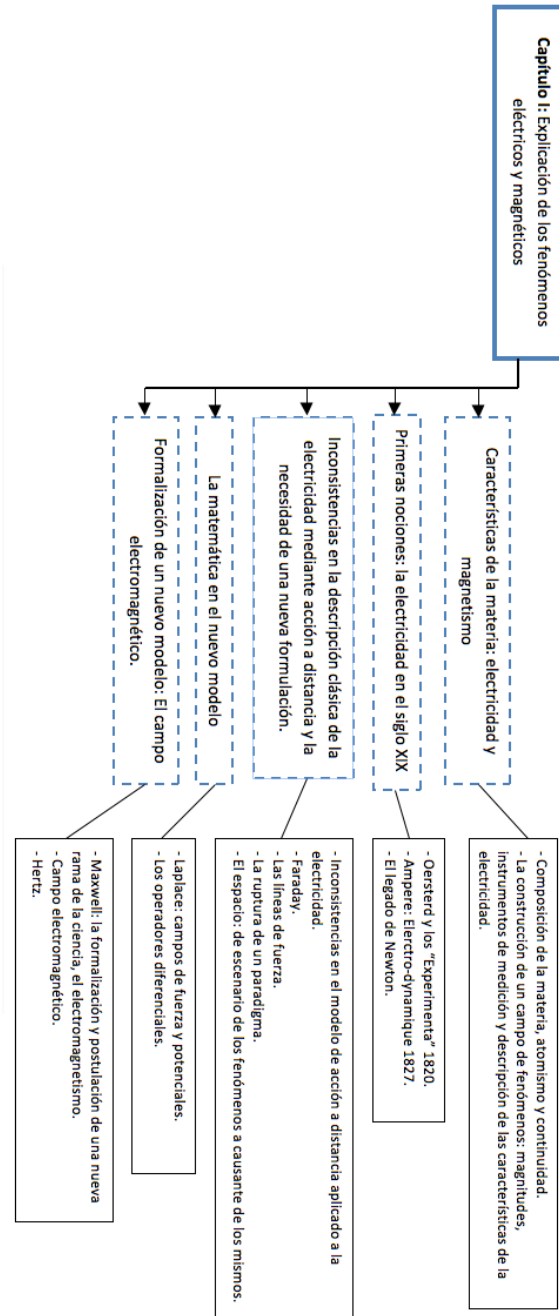 Capítulo I: Explicación de los fenómenos
eléctricos y magnéticos
Características de la materia: electricidad y
magnetismo
- Composición de la materia, atomismo y continuidad.
- La construcción de un campo de fenómenos: magnitudes,
instrumentos de medición y descripción de las características de la
electricidad.
Primeras nociones: la electricidad en el siglo XIX
- Oersterd y los "Experimenta" 1820.
- Ampere: Elerctro-dynamique 1827.
- El legado de Newton.
Inconsistencias en la descripción clásica de la
electricidad mediante acción a distancia y la
necesidad de una nueva formulación.
- Inconsistencias en el modelo de acción a distancia aplicado a la
electricidad.
- Faraday.
- Las líneas de fuerza.
- La ruptura de un paradigma.
- El espacio: de escenario de los fenómenos a causante de los mismos.
La matemática en el nuevo modelo
- Laplace: campos de fuerza y potenciales.
- Los operadores diferenciales.
Formalización de un nuevo modelo: El campo
electromagnético.
- Maxwell: la formalización y postulación de una nueva
rama de la ciencia, el electromagnetismo.
- Campo electromagnético.
- Hertz.